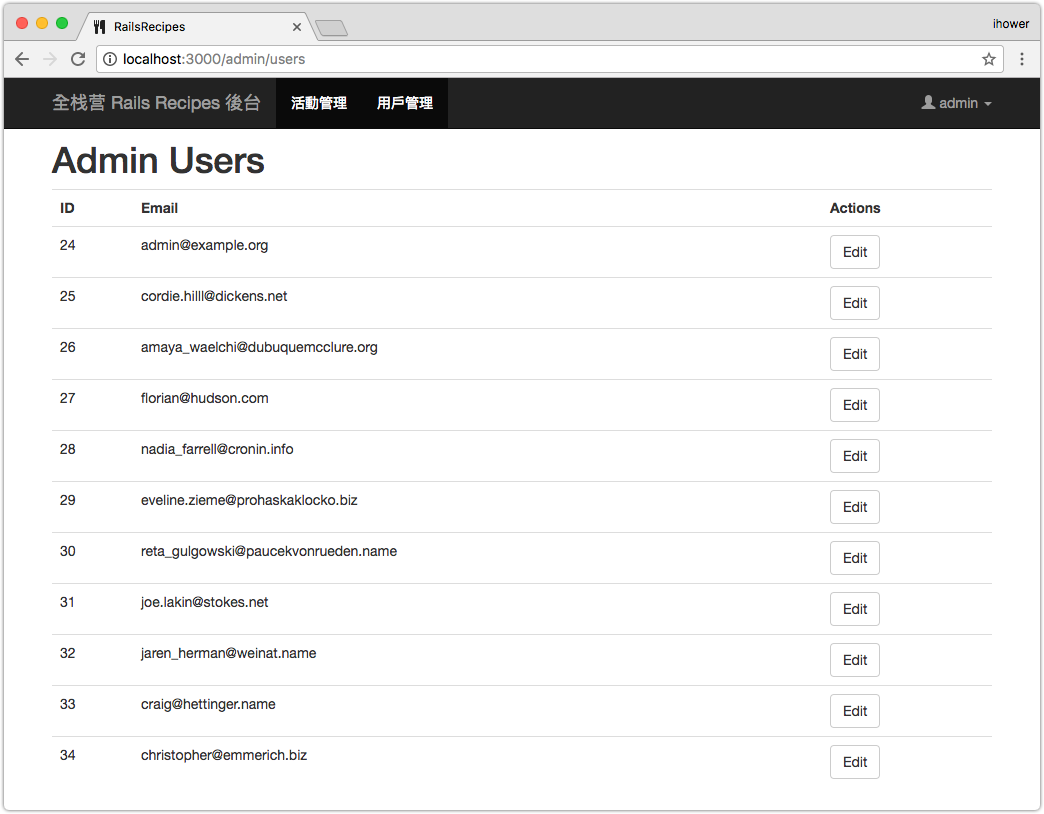 RailsRecipes
ihower
localhost:3000/admin/users
全栈营 Rails Recipes 後台 活動管理 用戶管理 admin
Admin Users
ID Email Actions
24 admin@example.org Edit
25 cordie.hilll@dickens.net Edit
26 amaya_waelchi@dubuquemcclure.org Edit
27 florian@hudson.com Edit
28 nadia_farrell@cronin.info Edit
29 eveline.zieme@prohaskaklocko.biz Edit
30 reta_gulgowski@paucekvonrueden.name Edit
31 joe.lakin@stokes.net Edit
32 jaren_herman@weinat.name Edit
33 craig@hettinger.name Edit
34 christopher@emmerich.biz Edit